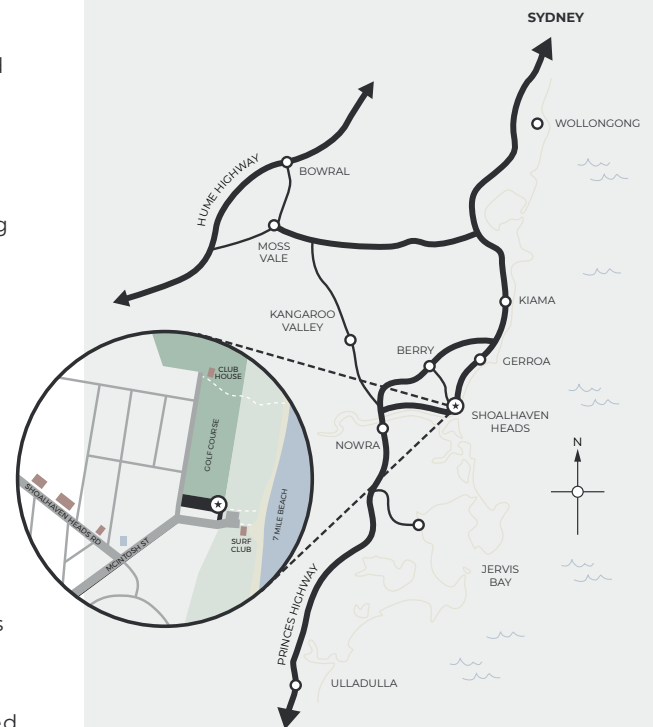 SYDNEY
WOLLONGONG
HUME HIGHWAY
BOWRAL
MOSS
VALE
KIAMA
KANGAROO
VALLEY
BERRY
GERROA
SHOALHAVEN
HEADS
NOWRA
N
CLUB
HOUSE
GOLF COURSE
SHOALHAVEN HEADS RD
MCINTOSH ST
SURF
CLUB
7 MILE BEACH
JERVIS
BAY
PRINCES HIGHWAY
ULLADULLA
g
s
ed